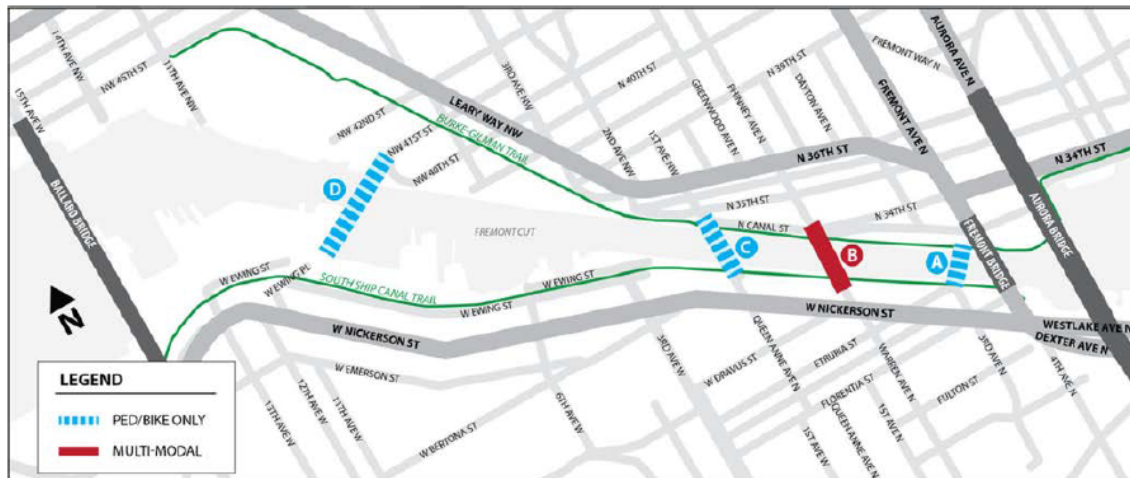 14TH AVE NW
11TH AVE NW
NW 45TH ST
15TH AVE W
BALLARD BRIDGE
3RD AVE NW
LEARY WAY NW
BURKE-GILMAN TRAIL
NW 42ND ST
NW 41ST ST
NW 40TH ST
N 40TH ST
2ND AVE NW
1ST AVE NW
GREENWOOD AVE N
PHINNEY AVE N
N 39TH ST
DAYTON AVE N
FREMONT WAY N
FREMONT AVE N
AURORA AVE N
N 36TH ST
N 34TH ST
N 35TH ST
N 34TH ST
N CANAL ST
D
C
B
A
FREMONT CUT
FREMONT BRIDGE
AURORA BRIDGE
W EWING ST
W EWING PL
SOUTH SHIP CANAL TRAIL
W EWING ST
W EWING ST
W NICKERSON ST
W NICKERSON ST
WESTLAKE AVE N
DEXTER AVE N
W EMERSON ST
13TH AVE W
12TH AVE W
11TH AVE W
W BERTONA ST
6TH AVE W
3RD AVE W
QUEEN ANNE AVE N
W DRAVUS ST
ETRURIA ST
WARREN AVE N
FLORENTIA ST
FULTON ST
3RD AVE N
4TH AVE N
1ST AVE W
QUEEN ANNE AVE N
1ST AVE N
N
LEGEND
PED/BIKE ONLY
MULTI-MODAL